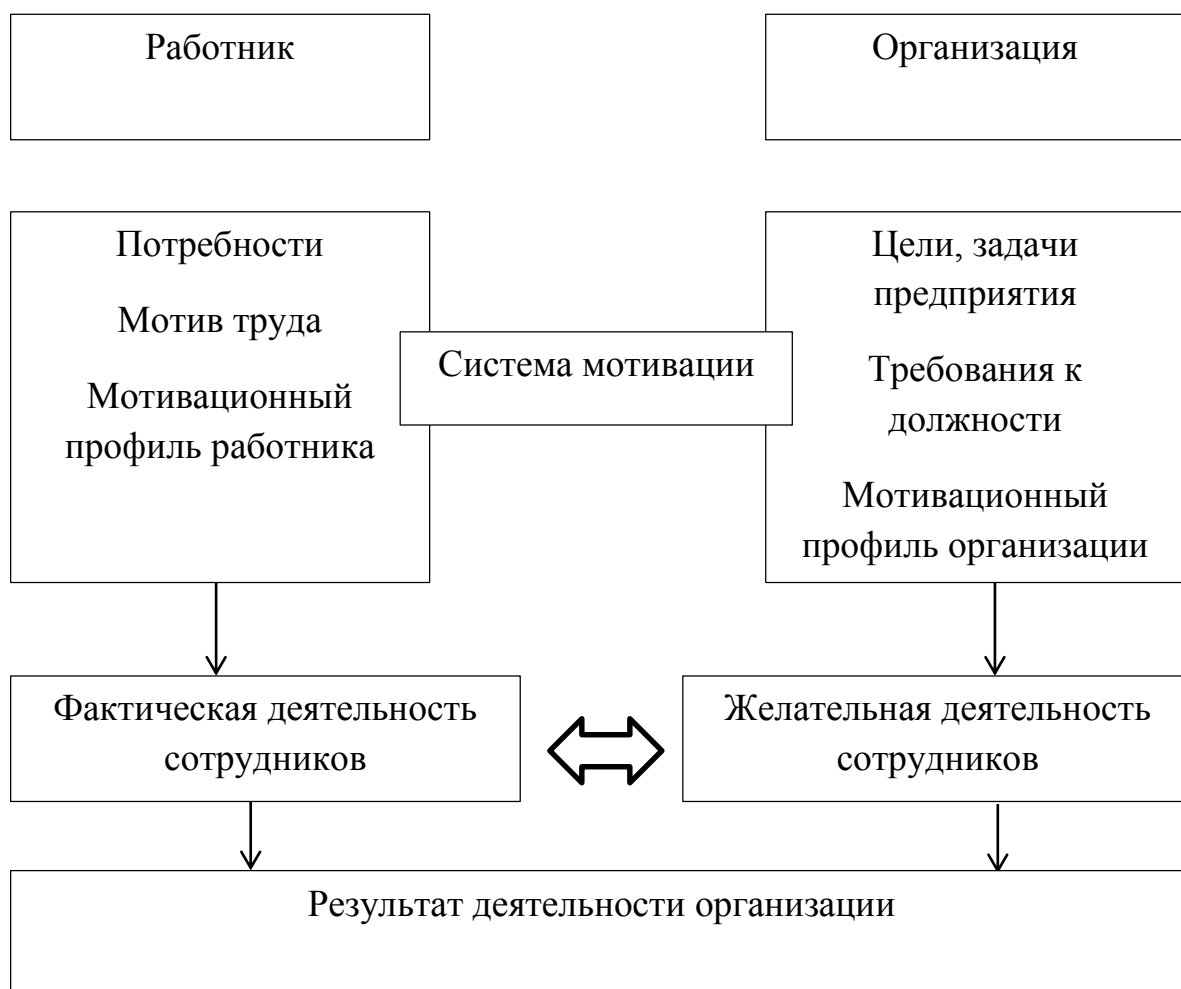 Работник
Организация
Потребности
Мотив труда
Мотивационный
профиль работника
Система мотивации
Цели, задачи
предприятия
Требования к
должности
Мотивационный
профиль организации
Фактическая деятельность
сотрудников
Желательная деятельность
сотрудников
Результат деятельности организации